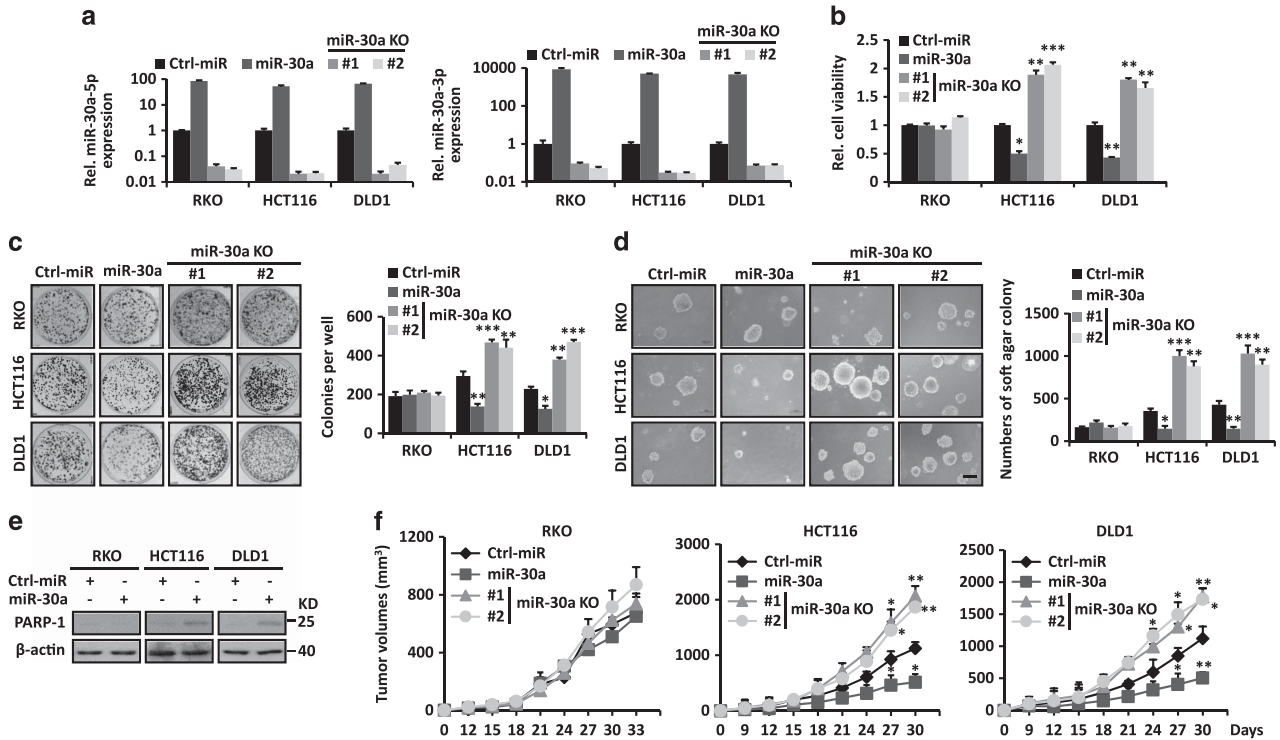 a
miR-30a KO
Ctrl-miR miR-30a #1 #2
Rel. miR-30a-5p expression
100
10
1
0.1
0.01
RKO HCT116 DLD1
miR-30a KO
Ctrl-miR miR-30a #1 #2
Rel. miR-30a-3p expression
10000
100
1
0.01
RKO HCT116 DLD1
b
Ctrl-miR
miR-30a
#1
#2
miR-30a KO
Rel. cell viability
2.5
2
1.5
1.0
0.5
0
* ** *** ** ** **
RKO HCT116 DLD1
c
miR-30a KO
Ctrl-miR miR-30a #1 #2
RKO
HCT116
DLD1
Ctrl-miR
miR-30a
#1
#2
miR-30a KO
Colonies per well
600
400
200
0
** *** ** * ** ***
RKO HCT116 DLD1
d
miR-30a KO
Ctrl-miR miR-30a #1 #2
RKO
HCT116
DLD1
Ctrl-miR
miR-30a
#1
#2
miR-30a KO
Numbers of soft agar colony
1500
1000
500
0
* *** ** ** *** **
RKO HCT116 DLD1
e
RKO HCT116 DLD1
Ctrl-miR + - + - + -
miR-30a - + - + - + KD
PARP-1 25
β-actin 40
f
RKO
Tumor volumes (mm³)
1200
800
400
0
Ctrl-miR
miR-30a
#1
#2
miR-30a KO
0 12 15 18 21 24 27 30 33
HCT116
3000
2000
1000
0
Ctrl-miR
miR-30a
#1
#2
miR-30a KO
* ** ** * * *
0 9 12 15 18 21 24 27 30
DLD1
2500
2000
1500
1000
500
0
Ctrl-miR
miR-30a
#1
#2
miR-30a KO
* * ** * * * **
0 9 12 15 18 21 24 27 30 Days